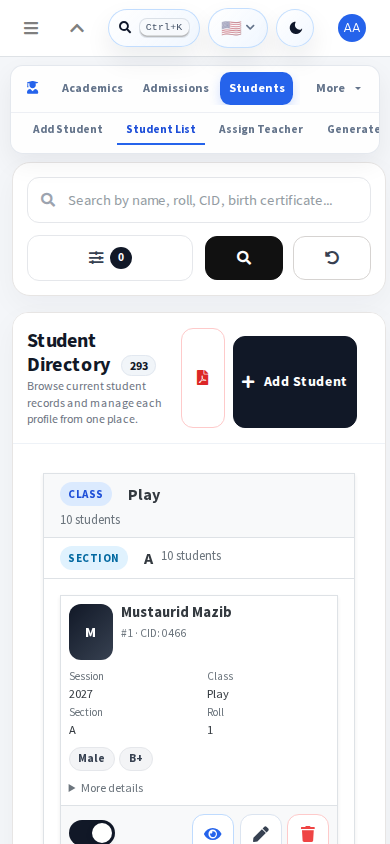 Ctrl+K
AA
Academics Admissions Students More
Add Student Student List Assign Teacher Generate
Search by name, roll, CID, birth certificate...
0
Student
Directory 293
Browse current student
records and manage each
profile from one place.
Add Student
CLASS Play
10 students
SECTION A 10 students
M
Mustaurid Mazib
#1 · CID: 0466
Session Class
2027 Play
Section Roll
A 1
Male B+
More details